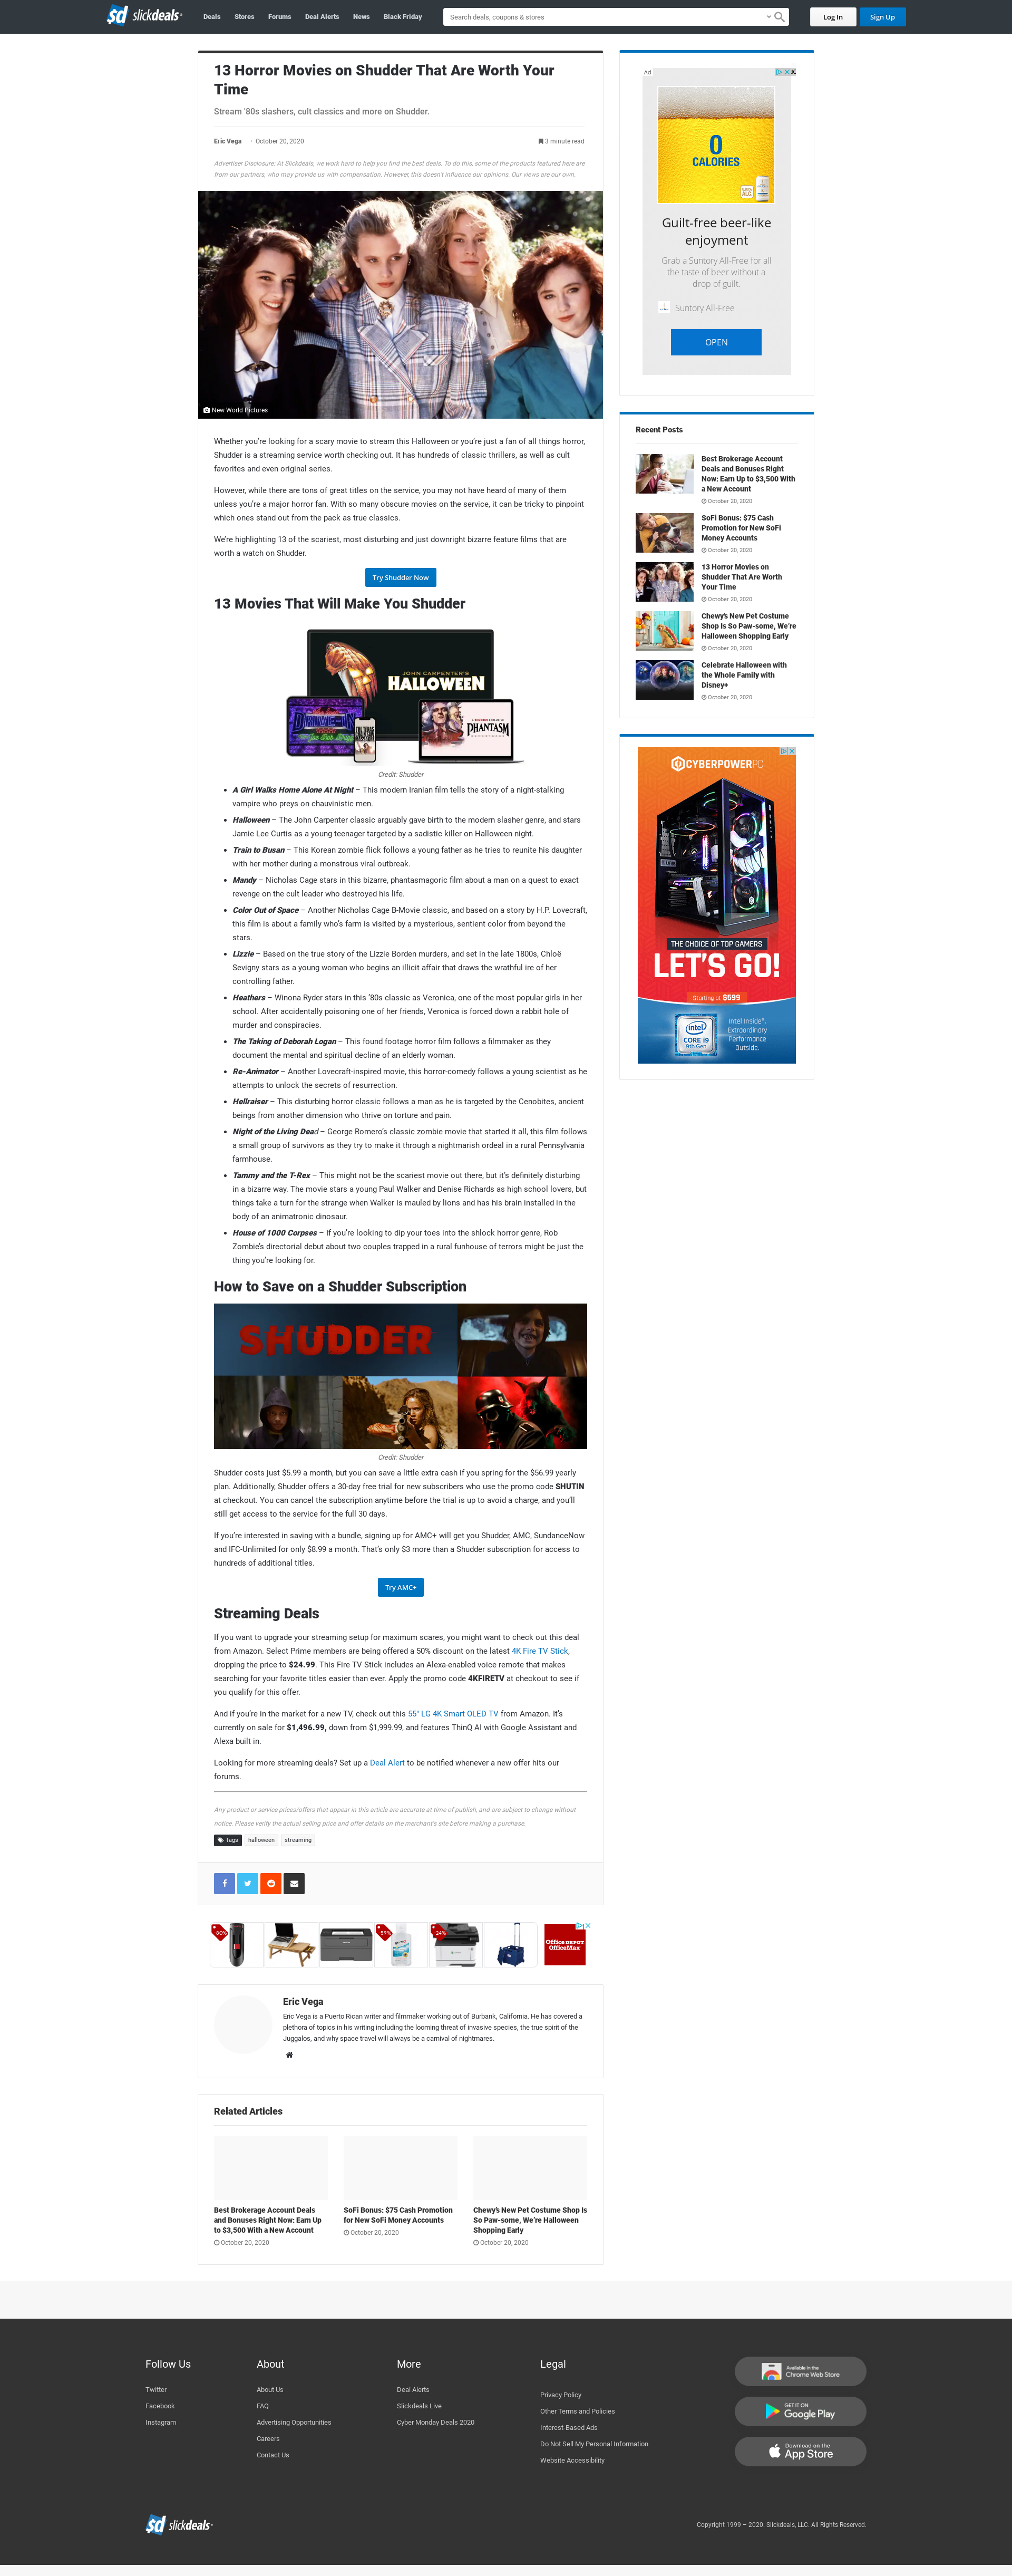 sd slickdeals
Deals Stores Forums Deal Alerts News Black Friday
Search deals, coupons & stores
Log In
Sign Up
13 Horror Movies on Shudder That Are Worth Your
Time
Stream '80s slashers, cult classics and more on Shudder.
Eric Vega
October 20, 2020
3 minute read
Advertiser Disclosure: At Slickdeals, we work hard to help you find the best deals. To do this, some of the products featured here are
from our partners, who may provide us with compensation. However, this doesn't influence our opinions. Our views are our own.
New World Pictures
Whether you're looking for a scary movie to stream this Halloween or you're just a fan of all things horror,
Shudder is a streaming service worth checking out. It has hundreds of classic thrillers, as well as cult
favorites and even original series.
However, while there are tons of great titles on the service, you may not have heard of many of them
unless you're a major horror fan. With so many obscure movies on the service, it can be tricky to pinpoint
which ones stand out from the pack as true classics.
We're highlighting 13 of the scariest, most disturbing and just downright bizarre feature films that are
worth a watch on Shudder.
Try Shudder Now
13 Movies That Will Make You Shudder
JOHN CARPENTER'S
HALLOWEEN
PHANTASM
Credit: Shudder
A Girl Walks Home Alone At Night – This modern Iranian film tells the story of a night-stalking
vampire who preys on chauvinistic men.
Halloween – The John Carpenter classic arguably gave birth to the modern slasher genre, and stars
Jamie Lee Curtis as a young teenager targeted by a sadistic killer on Halloween night.
Train to Busan – This Korean zombie flick follows a young father as he tries to reunite his daughter
with her mother during a monstrous viral outbreak.
Mandy – Nicholas Cage stars in this bizarre, phantasmagoric film about a man on a quest to exact
revenge on the cult leader who destroyed his life.
Color Out of Space – Another Nicholas Cage B-Movie classic, and based on a story by H.P. Lovecraft,
this film is about a family who's farm is visited by a mysterious, sentient color from beyond the
stars.
Lizzie – Based on the true story of the Lizzie Borden murders, and set in the late 1800s, Chloë
Sevigny stars as a young woman who begins an illicit affair that draws the wrathful ire of her
controlling father.
Heathers – Winona Ryder stars in this '80s classic as Veronica, one of the most popular girls in her
school. After accidentally poisoning one of her friends, Veronica is forced down a rabbit hole of
murder and conspiracies.
The Taking of Deborah Logan – This found footage horror film follows a filmmaker as they
document the mental and spiritual decline of an elderly woman.
Re-Animator – Another Lovecraft-inspired movie, this horror-comedy follows a young scientist as he
attempts to unlock the secrets of resurrection.
Hellraiser – This disturbing horror classic follows a man as he is targeted by the Cenobites, ancient
beings from another dimension who thrive on torture and pain.
Night of the Living Dead – George Romero's classic zombie movie that started it all, this film follows
a small group of survivors as they try to make it through a nightmarish ordeal in a rural Pennsylvania
farmhouse.
Tammy and the T-Rex – This might not be the scariest movie out there, but it's definitely disturbing
in a bizarre way. The movie stars a young Paul Walker and Denise Richards as high school lovers, but
things take a turn for the strange when Walker is mauled by lions and has his brain installed in the
body of an animatronic dinosaur.
House of 1000 Corpses – If you're looking to dip your toes into the shlock horror genre, Rob
Zombie's directorial debut about two couples trapped in a rural funhouse of terrors might be just the
thing you're looking for.
How to Save on a Shudder Subscription
SHUDDER
Credit: Shudder
Shudder costs just $5.99 a month, but you can save a little extra cash if you spring for the $56.99 yearly
plan. Additionally, Shudder offers a 30-day free trial for new subscribers who use the promo code SHUTIN
at checkout. You can cancel the subscription anytime before the trial is up to avoid a charge, and you'll
still get access to the service for the full 30 days.
If you're interested in saving with a bundle, signing up for AMC+ will get you Shudder, AMC, SundanceNow
and IFC-Unlimited for only $8.99 a month. That's only $3 more than a Shudder subscription for access to
hundreds of additional titles.
Try AMC+
Streaming Deals
If you want to upgrade your streaming setup for maximum scares, you might want to check out this deal
from Amazon. Select Prime members are being offered a 50% discount on the latest 4K Fire TV Stick,
dropping the price to $24.99. This Fire TV Stick includes an Alexa-enabled voice remote that makes
searching for your favorite titles easier than ever. Apply the promo code 4KFIRETV at checkout to see if
you qualify for this offer.
And if you're in the market for a new TV, check out this 55" LG 4K Smart OLED TV from Amazon. It's
currently on sale for $1,496.99, down from $1,999.99, and features ThinQ AI with Google Assistant and
Alexa built in.
Looking for more streaming deals? Set up a Deal Alert to be notified whenever a new offer hits our
forums.
Any product or service prices/offers that appear in this article are accurate at time of publish, and are subject to change without
notice. Please verify the actual selling price and offer details on the merchant's site before making a purchase.
Tags halloween streaming
-80%
-59%
-24%
Office DEPOT
OfficeMax
Eric Vega
Eric Vega is a Puerto Rican writer and filmmaker working out of Burbank, California. He has covered a
plethora of topics in his writing including the looming threat of invasive species, the true spirit of the
Juggalos, and why space travel will always be a carnival of nightmares.
Related Articles
Best Brokerage Account Deals
and Bonuses Right Now: Earn Up
to $3,500 With a New Account
October 20, 2020
SoFi Bonus: $75 Cash Promotion
for New SoFi Money Accounts
October 20, 2020
Chewy's New Pet Costume Shop Is
So Paw-some, We're Halloween
Shopping Early
October 20, 2020
Ad
0
CALORIES
Guilt-free beer-like
enjoyment
Grab a Suntory All-Free for all
the taste of beer without a
drop of guilt.
Suntory All-Free
OPEN
Recent Posts
Best Brokerage Account
Deals and Bonuses Right
Now: Earn Up to $3,500 With
a New Account
October 20, 2020
SoFi Bonus: $75 Cash
Promotion for New SoFi
Money Accounts
October 20, 2020
13 Horror Movies on
Shudder That Are Worth
Your Time
October 20, 2020
Chewy's New Pet Costume
Shop Is So Paw-some, We're
Halloween Shopping Early
October 20, 2020
Celebrate Halloween with
the Whole Family with
Disney+
October 20, 2020
CYBERPOWERPC
THE CHOICE OF TOP GAMERS
LET'S GO!
Starting at $599
intel
CORE i9
9th Gen
Intel Inside®.
Extraordinary
Performance
Outside.
Follow Us
Twitter
Facebook
Instagram
About
About Us
FAQ
Advertising Opportunities
Careers
Contact Us
More
Deal Alerts
Slickdeals Live
Cyber Monday Deals 2020
Legal
Privacy Policy
Other Terms and Policies
Interest-Based Ads
Do Not Sell My Personal Information
Website Accessibility
Available in the
Chrome Web Store
GET IT ON
Google Play
Download on the
App Store
sd slickdeals
Copyright 1999 – 2020. Slickdeals, LLC. All Rights Reserved.